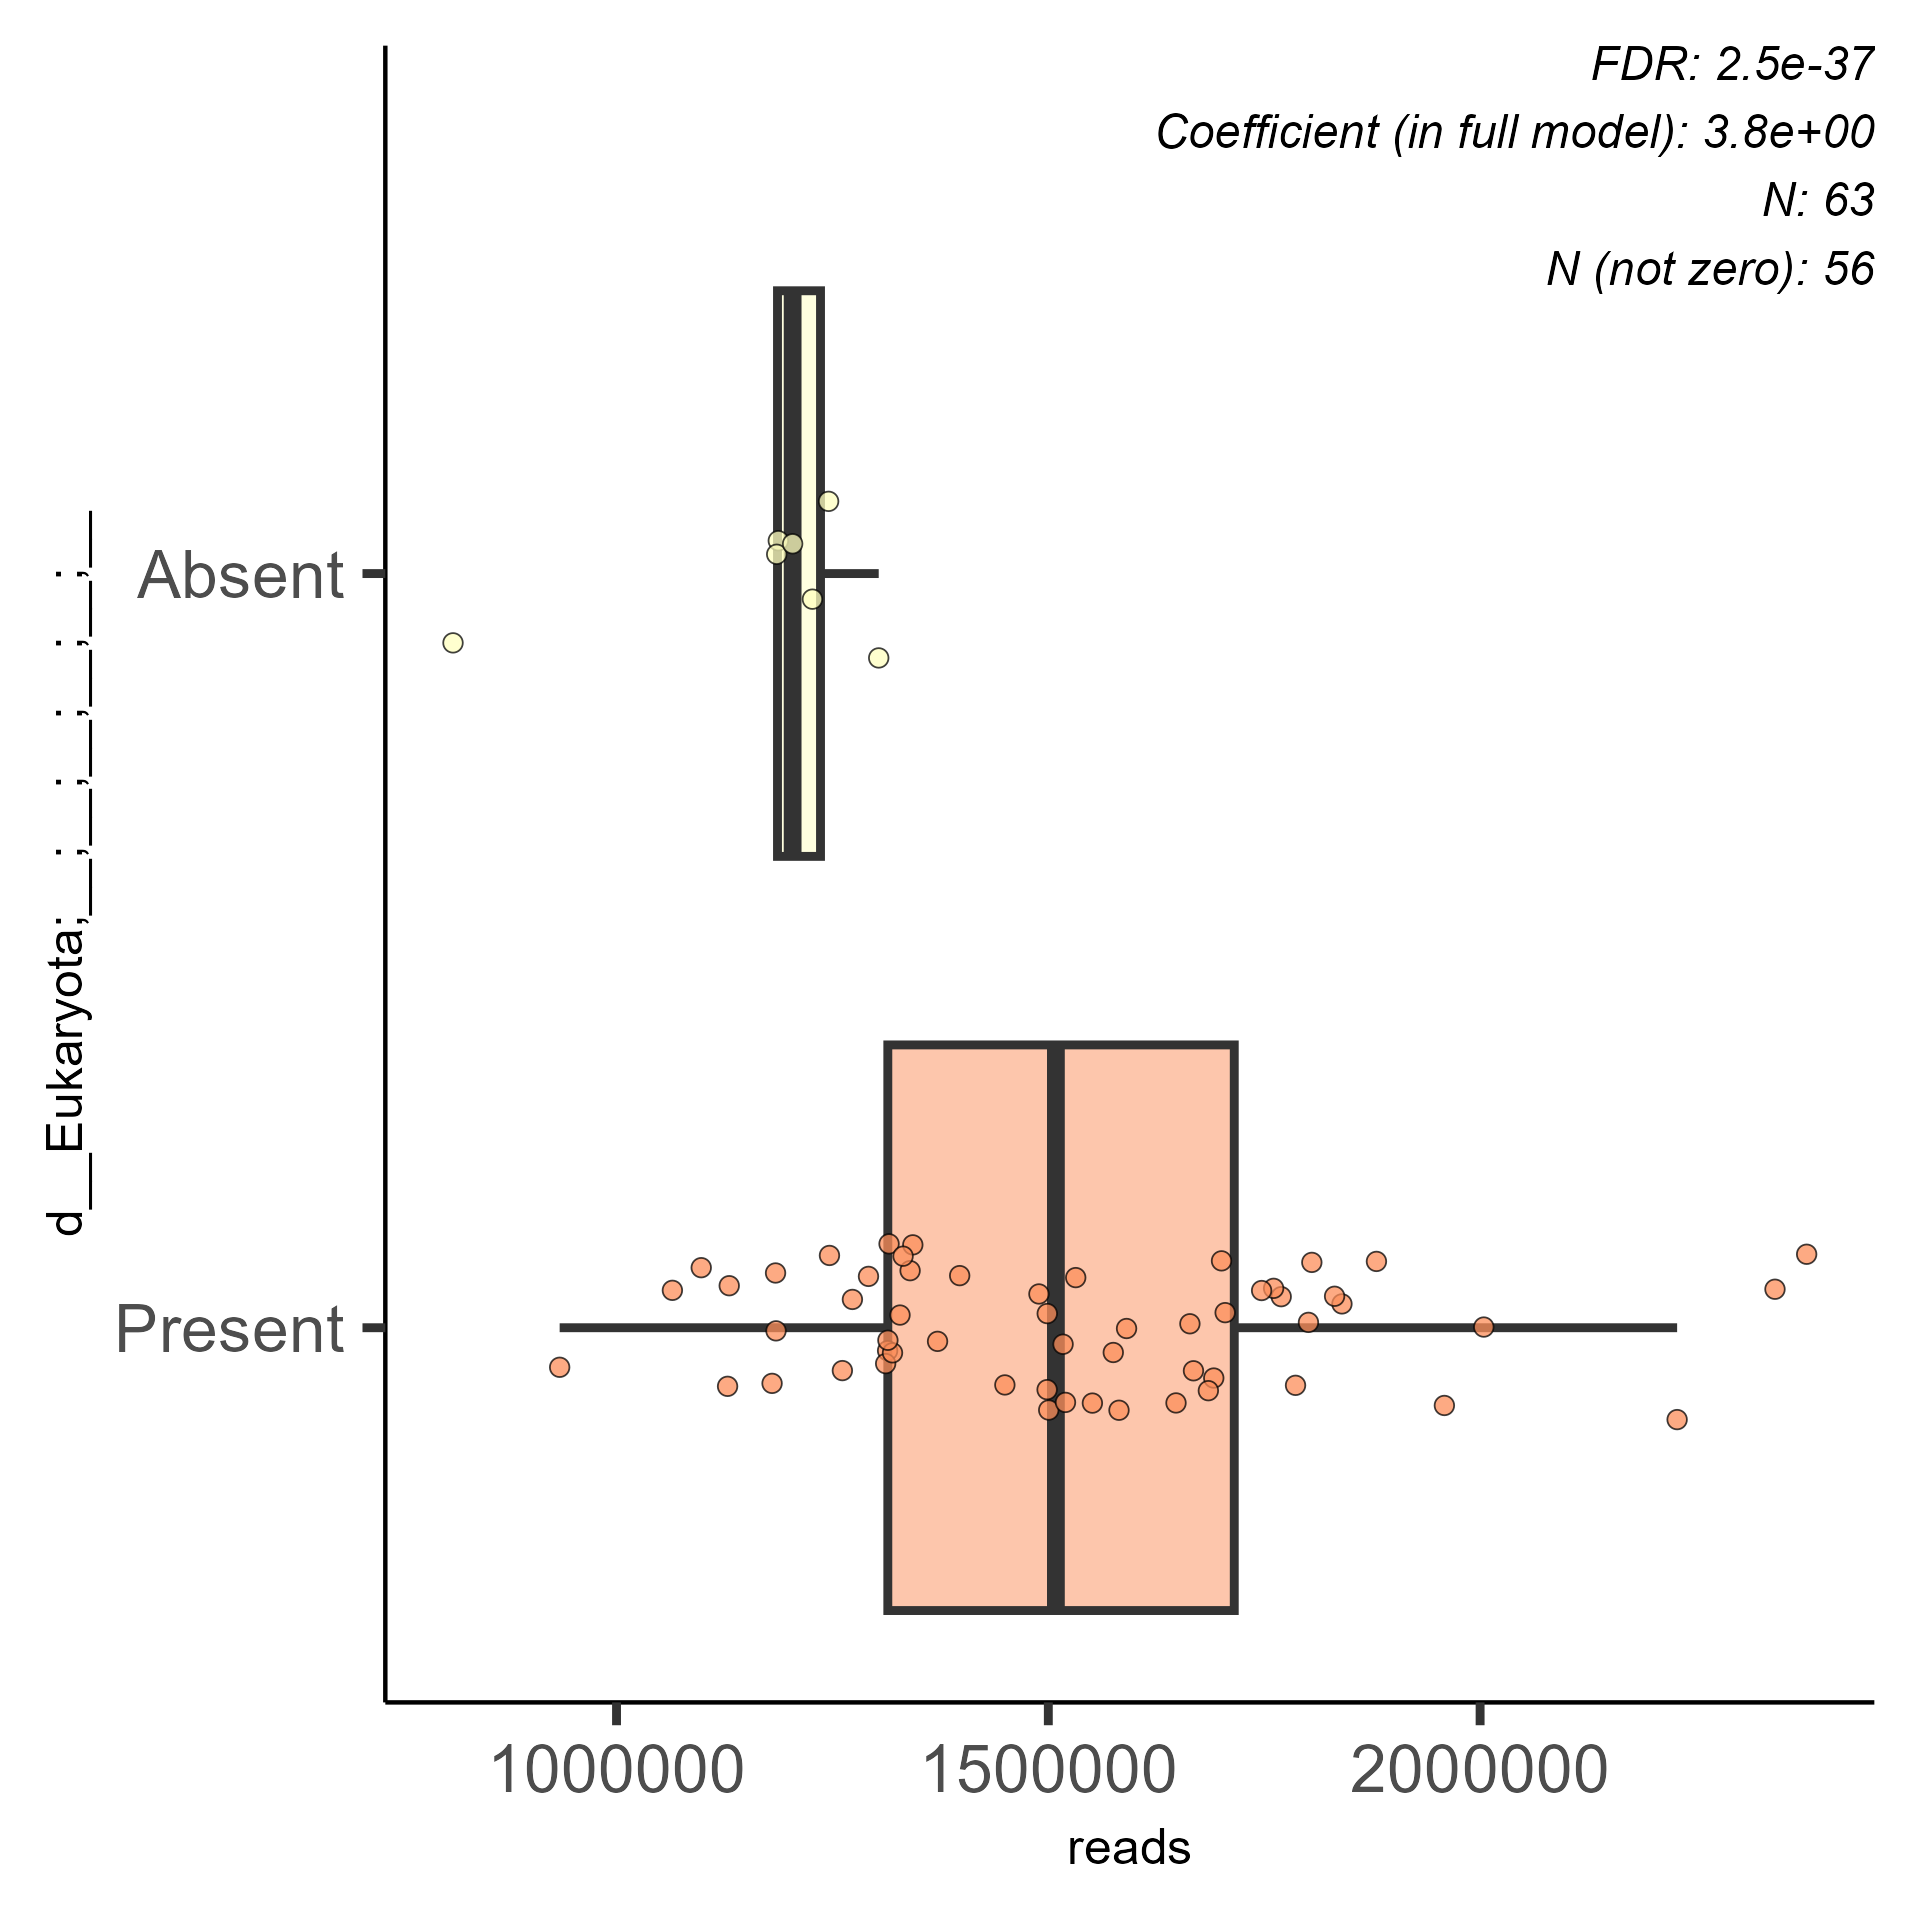 FDR: 2.5e-37
Coefficient (in full model): 3.8e+00
N: 63
N (not zero): 56
d__Eukaryota;__;__;__;__;__;__
Absent
Present
1000000 1500000 2000000
reads